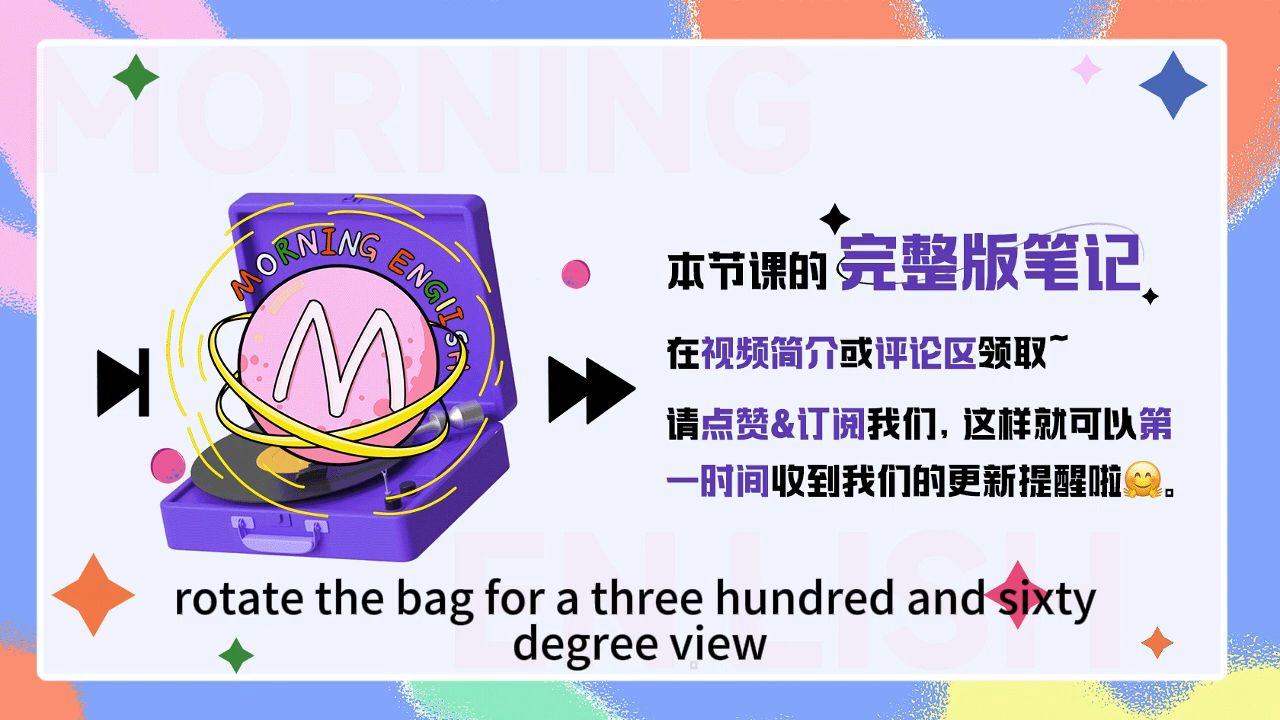 MORNING
MORNING ENGlISH
M
本节课的 完整版笔记
在视频简介或评论区领取~
请点赞&订阅我们，这样就可以第
一时间收到我们的更新提醒啦🤗。
ENLISH
rotate the bag for a three hundred and sixty
degree view